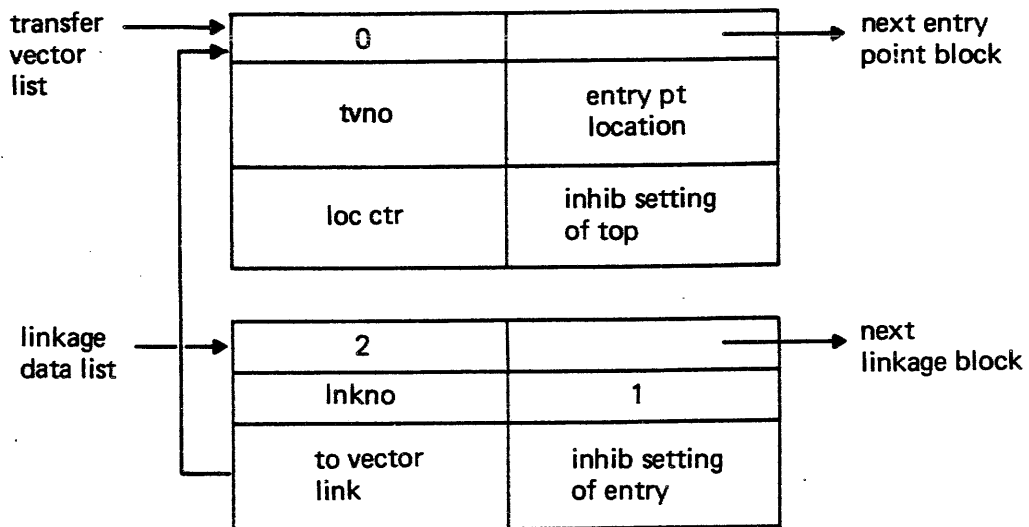 transfer
vector
list
0
next entry
point block
tvno
entry pt
location
loc ctr
inhib setting
of top
linkage
data list
2
next
linkage block
lnkno
1
to vector
link
inhib setting
of entry